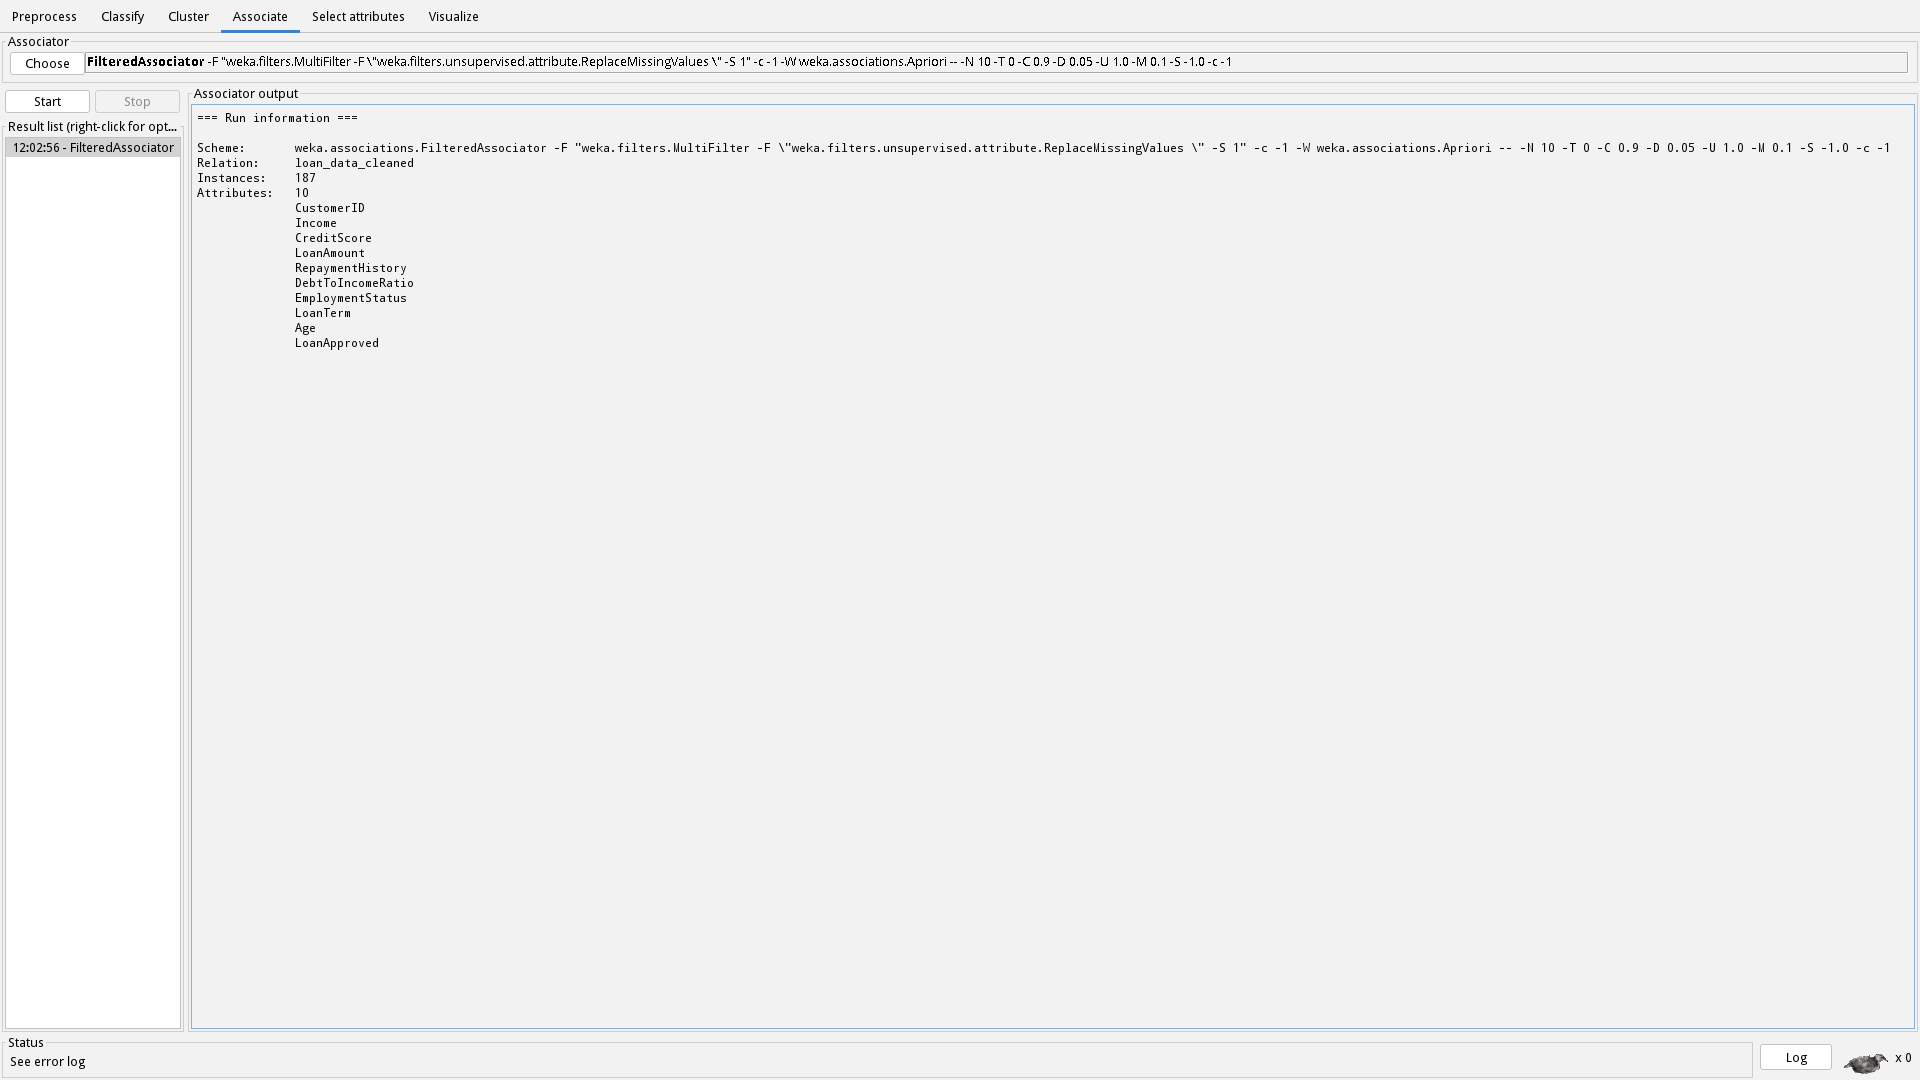 Preprocess Classify Cluster Associate Select attributes Visualize
Associator
Choose FilteredAssociator -F "weka.filters.MultiFilter -F \"weka.filters.unsupervised.attribute.ReplaceMissingValues \" -S 1" -c -1 -W weka.associations.Apriori -- -N 10 -T 0 -C 0.9 -D 0.05 -U 1.0 -M 0.1 -S -1.0 -c -1
Start Stop
Result list (right-click for opt...
12:02:56 - FilteredAssociator
Associator output
=== Run information ===
Scheme: weka.associations.FilteredAssociator -F "weka.filters.MultiFilter -F \"weka.filters.unsupervised.attribute.ReplaceMissingValues \" -S 1" -c -1 -W weka.associations.Apriori -- -N 10 -T 0 -C 0.9 -D 0.05 -U 1.0 -M 0.1 -S -1.0 -c -1
Relation: loan_data_cleaned
Instances: 187
Attributes: 10
CustomerID
Income
CreditScore
LoanAmount
RepaymentHistory
DebtToIncomeRatio
EmploymentStatus
LoanTerm
Age
LoanApproved
Status
See error log
Log
x 0